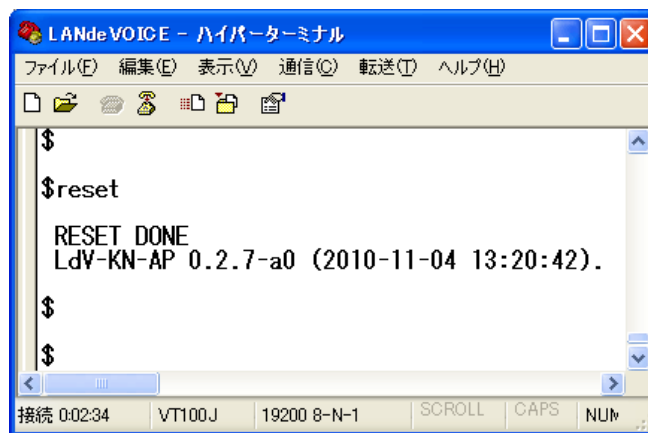 LANdeVOICE - ハイパーターミナル
ファイル(F) 編集(E) 表示(V) 通信(C) 転送(T) ヘルプ(H)
$
$reset
RESET DONE
LdV-KN-AP 0.2.7-a0 (2010-11-04 13:20:42).
$
$
接続 0:02:34 VT100J 19200 8-N-1 SCROLL CAPS NUM